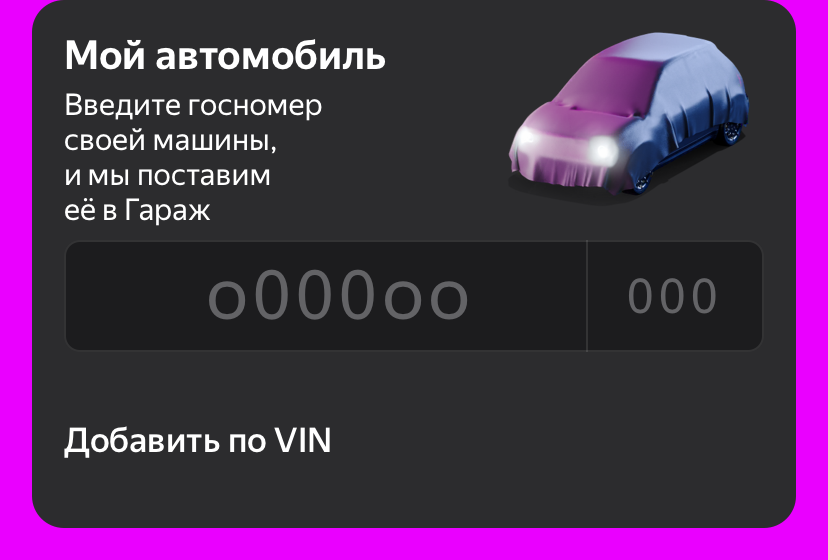 Мой автомобиль
Введите госномер
своей машины,
и мы поставим
её в Гараж
о000оо 000
Добавить по VIN